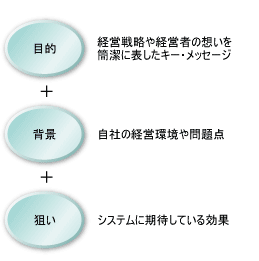 目的
経営戦略や経営者の想いを
簡潔に表したキー・メッセージ
＋
背景
自社の経営環境や問題点
＋
狙い
システムに期待している効果